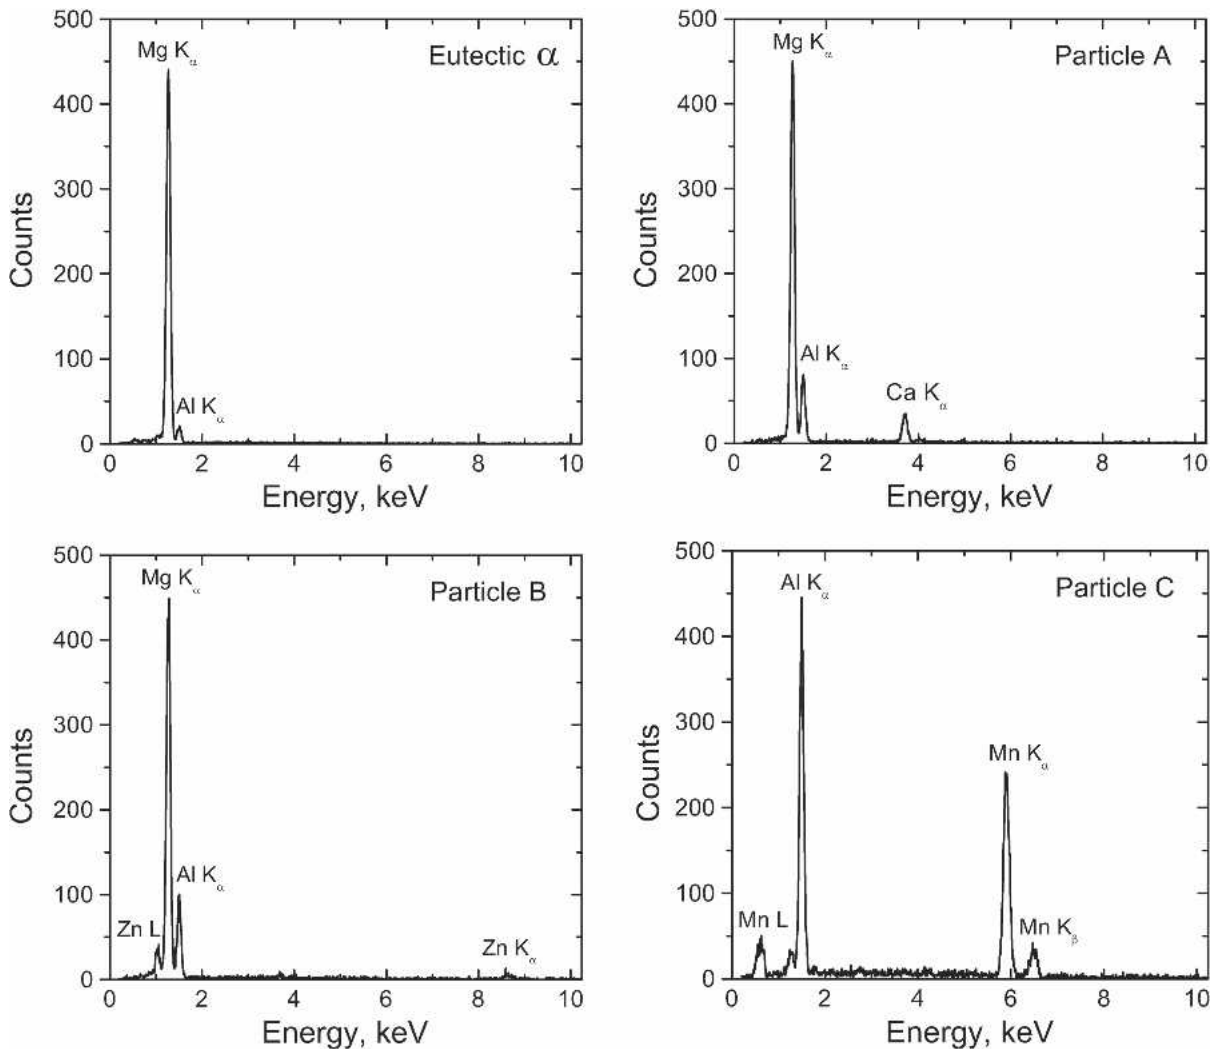 500
400
300
200
100
0
Counts
Mg Kα
Eutectic α
Al Kα
0 2 4 6 8 10
Energy, keV
500
400
300
200
100
0
Counts
Mg Kα
Particle A
Al Kα
Ca Kα
0 2 4 6 8 10
Energy, keV
500
400
300
200
100
0
Counts
Mg Kα
Particle B
Al Kα
Zn L
Zn Kα
0 2 4 6 8 10
Energy, keV
500
400
300
200
100
0
Counts
Al Kα
Particle C
Mn Kα
Mn L
Mn Kβ
0 2 4 6 8 10
Energy, keV